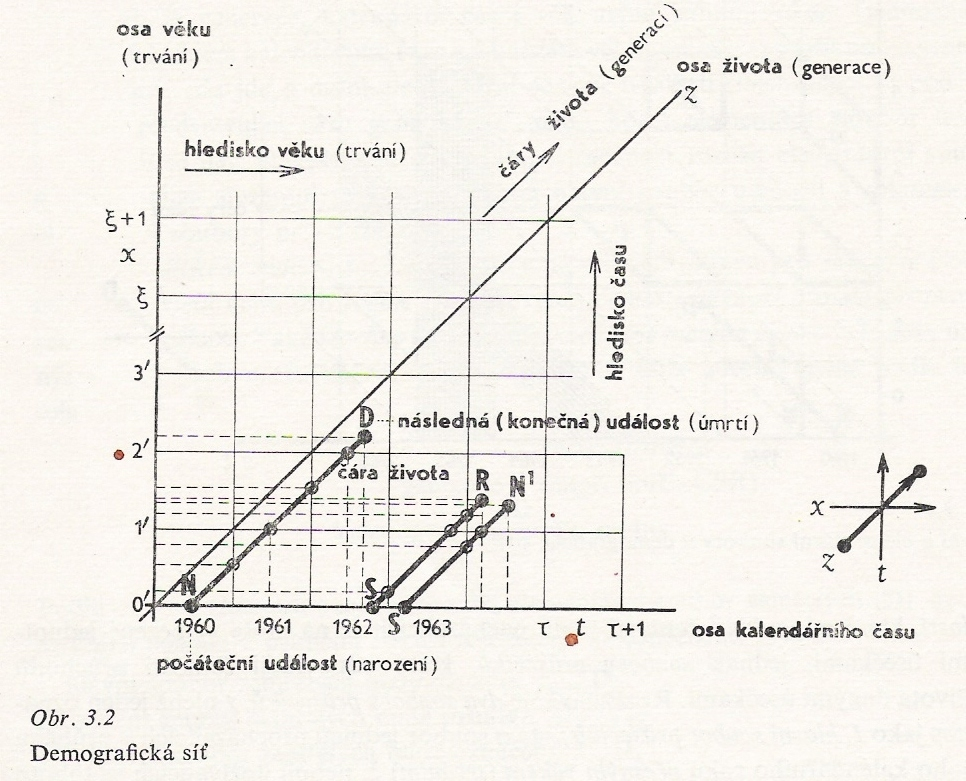 osa věku
(trvání)
čáry života (generací)
osa života (generace)
z
hledisko věku (trvání)
ξ+1
x
ξ
hledisko času
3'
D
následná (konečná) událost (úmrtí)
2'
čára života
R
N¹
1'
x
z
t
N
0'
S
S
1960
1961
1962
1963
τ
t
τ+1
osa kalendářního času
počáteční událost (narození)
Obr. 3.2
Demografická síť